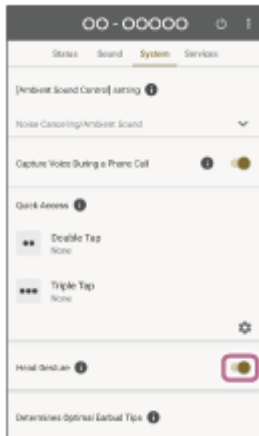 OO-OOOOO
Status Sound System Services
[Ambient Sound Control] setting
Noise Canceling/Ambient Sound
Capture Voice During a Phone Call
Quick Access
Double Tap
None
Triple Tap
None
Head Gesture
Determines Optimal Earbud Tips